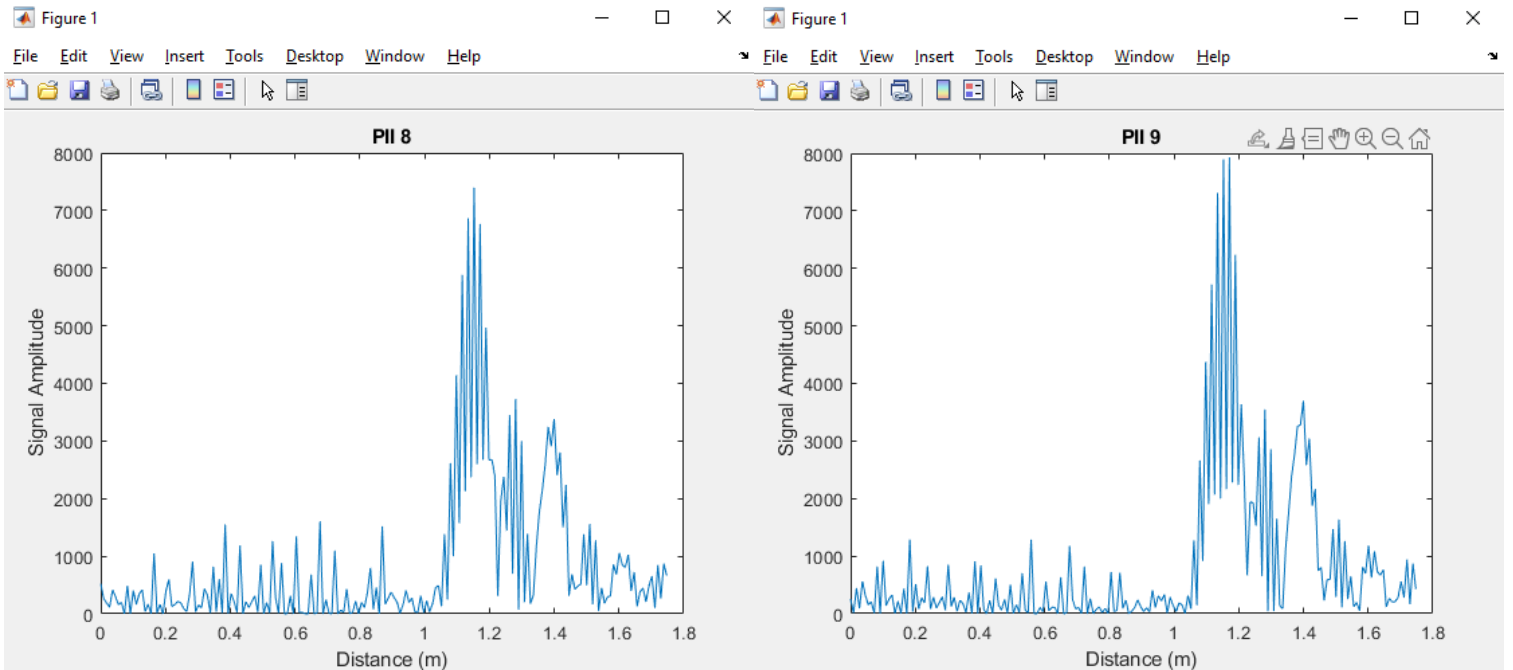 Figure 1
File Edit View Insert Tools Desktop Window Help
PII 8
8000
7000
6000
5000
4000
3000
2000
1000
0
Signal Amplitude
0 0.2 0.4 0.6 0.8 1 1.2 1.4 1.6 1.8
Distance (m)
Figure 1
File Edit View Insert Tools Desktop Window Help
PII 9
8000
7000
6000
5000
4000
3000
2000
1000
0
Signal Amplitude
0 0.2 0.4 0.6 0.8 1 1.2 1.4 1.6 1.8
Distance (m)